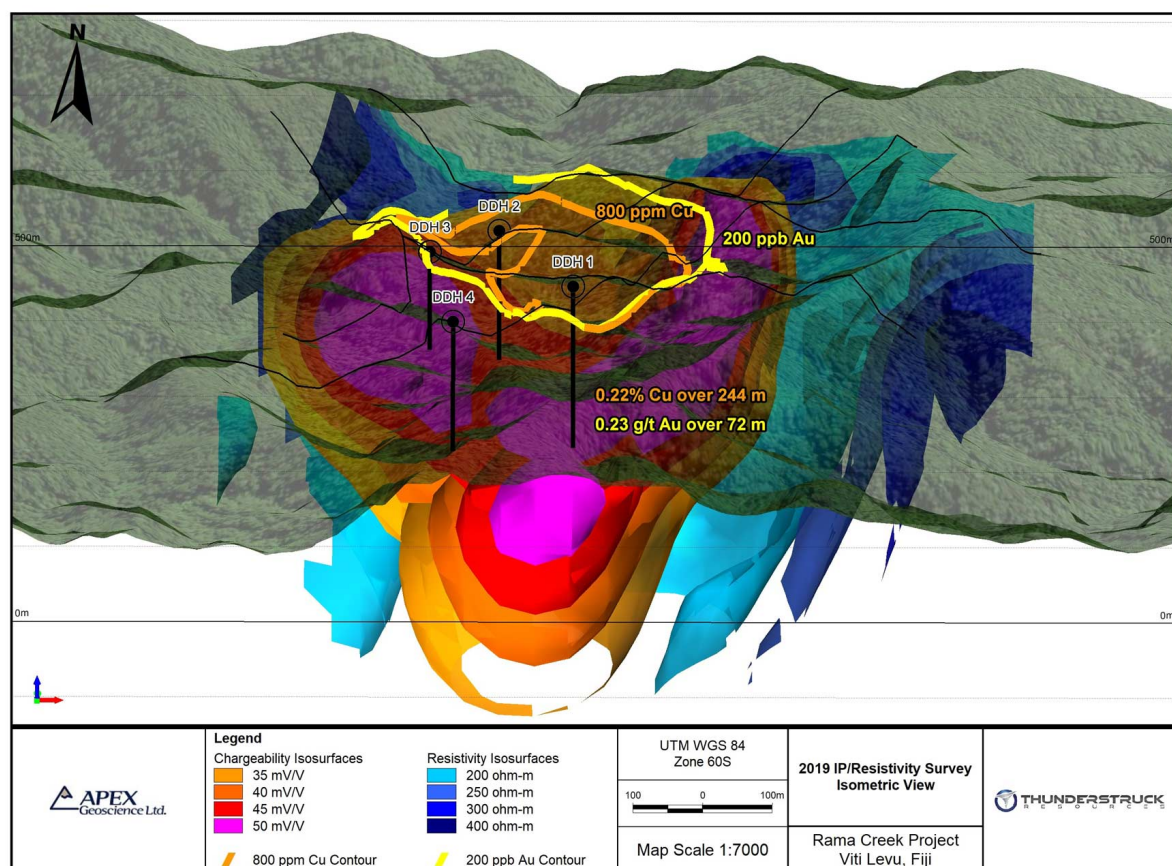 N
800 ppm Cu
DDH 2
DDH 3
200 ppb Au
500m
500m
DDH 1
DDH 4
0.22% Cu over 244 m
0.23 g/t Au over 72 m
0m
0m
APEX
Geoscience Ltd.
Legend
Chargeability Isosurfaces
35 mV/V
40 mV/V
45 mV/V
50 mV/V
800 ppm Cu Contour
Resistivity Isosurfaces
200 ohm-m
250 ohm-m
300 ohm-m
400 ohm-m
200 ppb Au Contour
UTM WGS 84
Zone 60S
100 0 100m
Map Scale 1:7000
2019 IP/Resistivity Survey
Isometric View
Rama Creek Project
Viti Levu, Fiji
THUNDERSTRUCK
RESOURCES